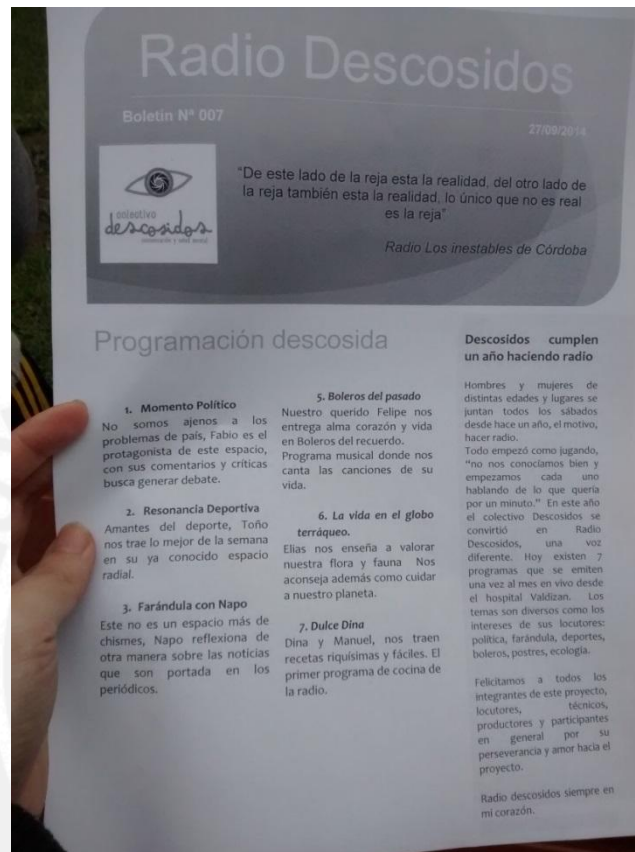 Radio Descosidos
Boletin Nª 007
27/09/2014
colectivo
descosidos
comunicación y salud mental
"De este lado de la reja esta la realidad, del otro lado de
la reja también esta la realidad, lo único que no es real
es la reja"
Radio Los inestables de Córdoba
Programación descosida
1. Momento Político
No somos ajenos a los
problemas de país, Fabio es el
protagonista de este espacio,
con sus comentarios y críticas
busca generar debate.
2. Resonancia Deportiva
Amantes del deporte, Toño
nos trae lo mejor de la semana
en su ya conocido espacio
radial.
3. Farándula con Napo
Este no es un espacio más de
chismes, Napo reflexiona de
otra manera sobre las noticias
que son portada en los
periódicos.
5. Boleros del pasado
Nuestro querido Felipe nos
entrega alma corazón y vida
en Boleros del recuerdo.
Programa musical donde nos
canta las canciones de su
vida.
6. La vida en el globo
terráqueo.
Elias nos enseña a valorar
nuestra flora y fauna Nos
aconseja además como cuidar
a nuestro planeta.
7. Dulce Dina
Dina y Manuel, nos traen
recetas riquísimas y fáciles. El
primer programa de cocina de
la radio.
Descosidos cumplen
un año haciendo radio
Hombres y mujeres de
distintas edades y lugares se
juntan todos los sábados
desde hace un año, el motivo,
hacer radio.
Todo empezó como jugando,
"no nos conocíamos bien y
empezamos cada uno
hablando de lo que quería
por un minuto." En este año
el colectivo Descosidos se
convirtió en Radio
Descosidos, una voz
diferente. Hoy existen 7
programas que se emiten
una vez al mes en vivo desde
el hospital Valdizan. Los
temas son diversos como los
intereses de sus locutores:
política, farándula, deportes,
boleros, postres, ecología.
Felicitamos a todos los
integrantes de este proyecto,
locutores, técnicos,
productores y participantes
en general por su
perseverancia y amor hacia el
proyecto.
Radio descosidos siempre en
mi corazón.